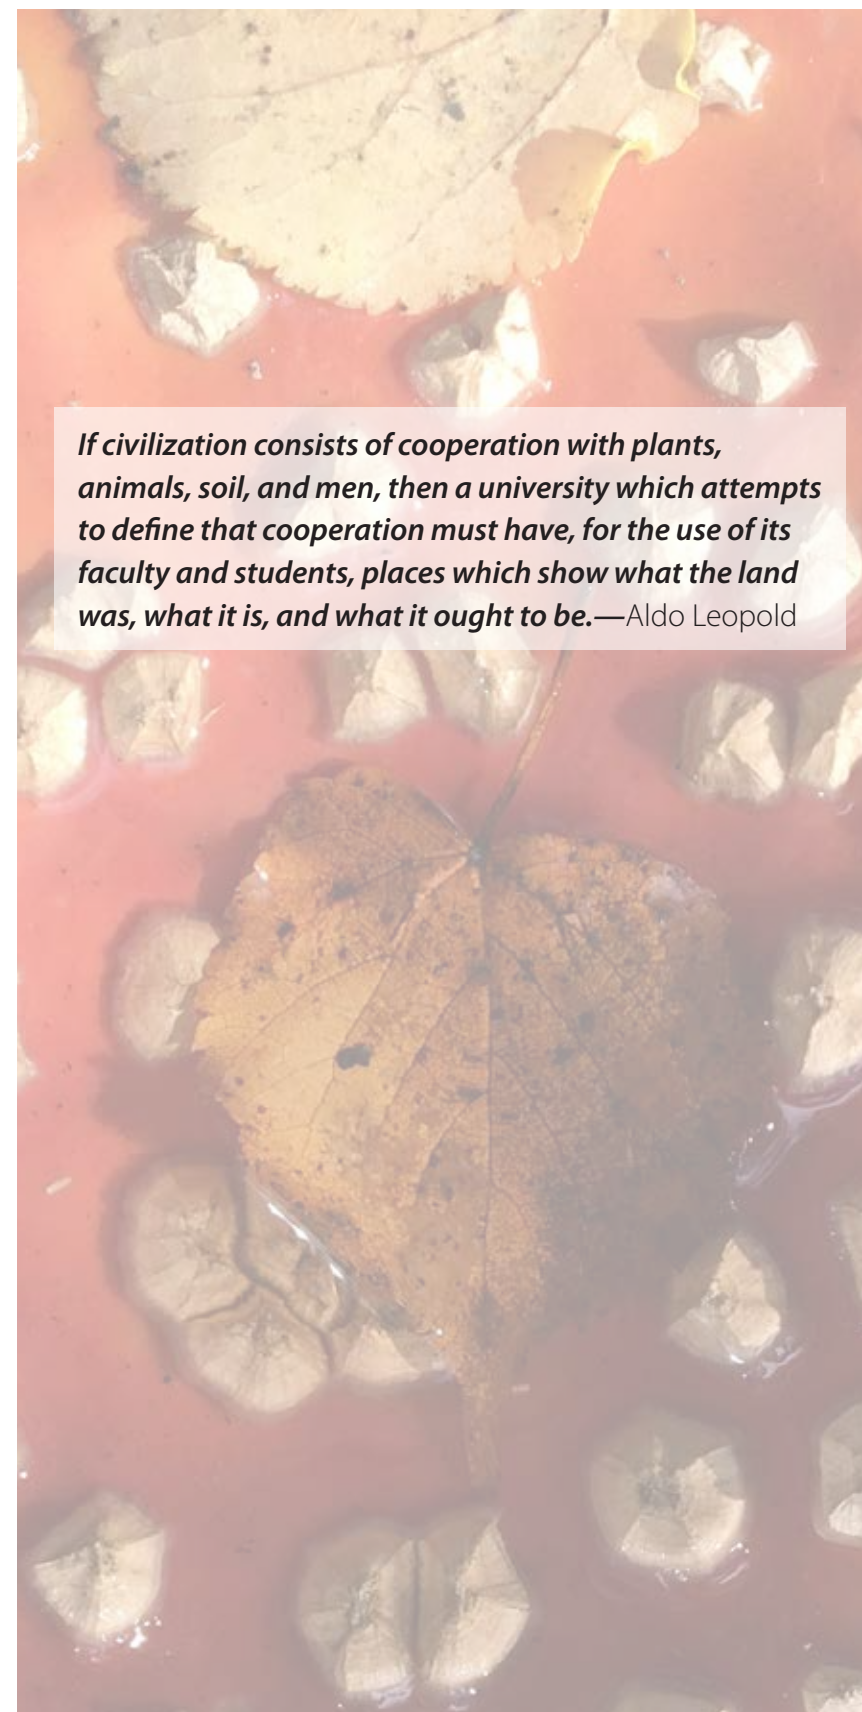 If civilization consists of cooperation with plants,
animals, soil, and men, then a university which attempts
to define that cooperation must have, for the use of its
faculty and students, places which show what the land
was, what it is, and what it ought to be.—Aldo Leopold